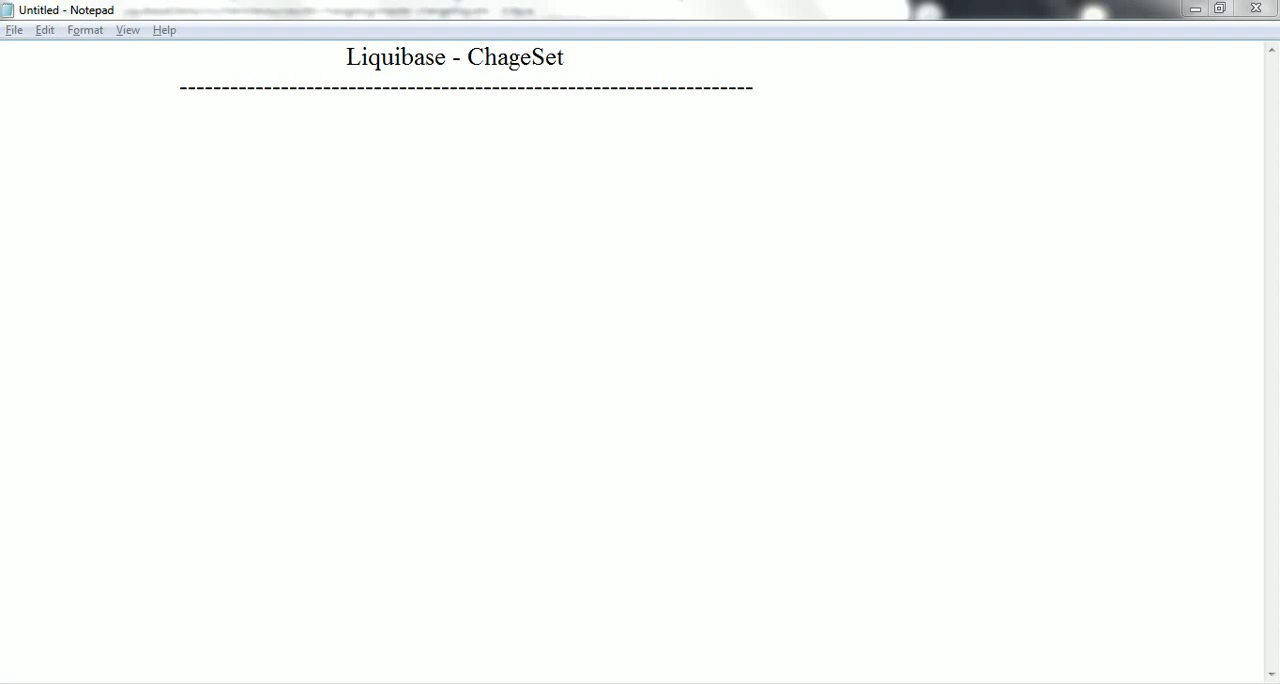 Untitled - Notepad
File Edit Format View Help
Liquibase - ChageSet
---------------------------------------------------------------------